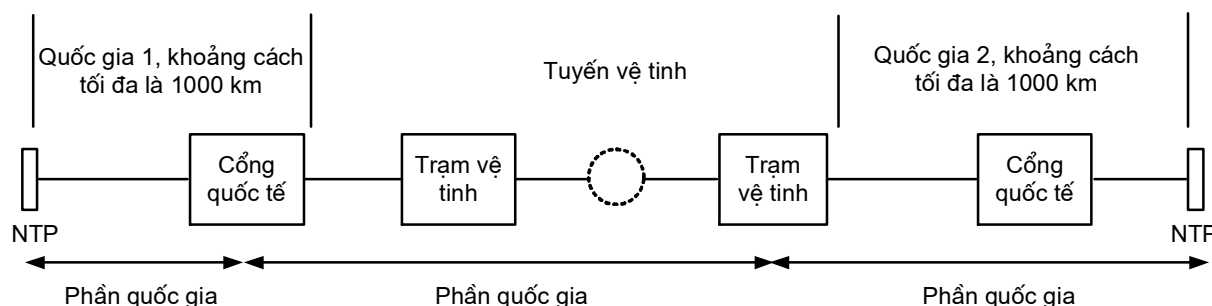 Quốc gia 1, khoảng cách
tối đa là 1000 km
Tuyến vệ tinh
Quốc gia 2, khoảng cách
tối đa là 1000 km
Cổng
quốc tế
Trạm vệ
tinh
Trạm
vệ tinh
Cổng
quốc tế
NTP
NTP
Phần quốc gia
Phần quốc gia
Phần quốc gia